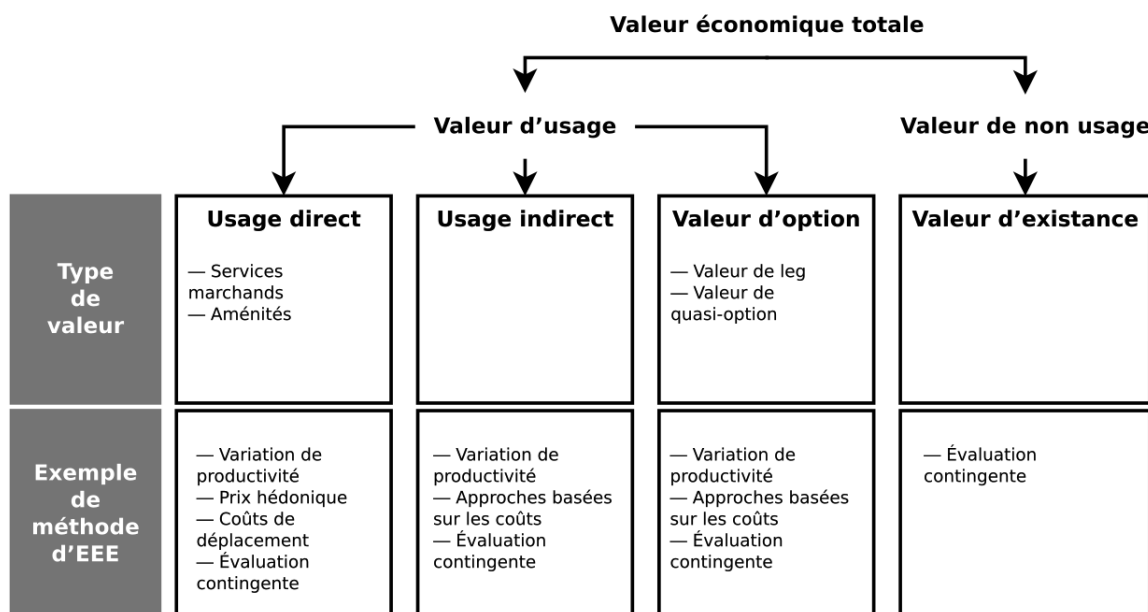 Valeur économique totale
Valeur d'usage
Valeur de non usage
Type
de
valeur
Usage direct
— Services
marchands
— Aménités
Usage indirect
Valeur d'option
— Valeur de leg
— Valeur de
quasi-option
Valeur d'existance
Exemple
de
méthode
d'EEE
— Variation de
productivité
— Prix hédonique
— Coûts de
déplacement
— Évaluation
contingente
— Variation de
productivité
— Approches basées
sur les coûts
— Évaluation
contingente
— Variation de
productivité
— Approches basées
sur les coûts
— Évaluation
contingente
— Évaluation
contingente